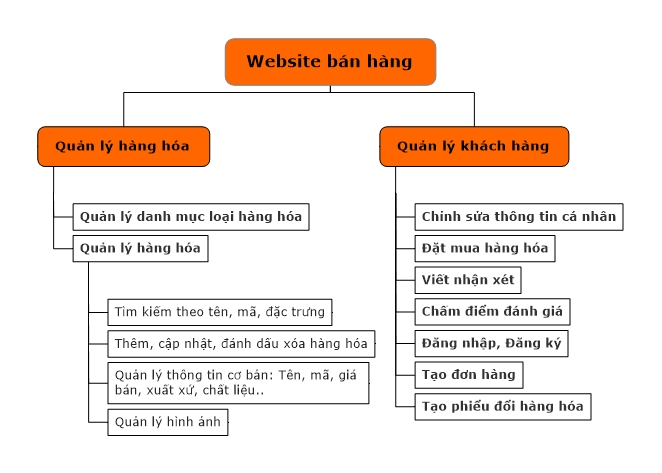 Website bán hàng
Quản lý hàng hóa
Quản lý danh mục loại hàng hóa
Quản lý hàng hóa
Tìm kiếm theo tên, mã, đặc trưng
Thêm, cập nhật, đánh dấu xóa hàng hóa
Quản lý thông tin cơ bản: Tên, mã, giá
bán, xuất xứ, chất liệu..
Quản lý hình ảnh
Quản lý khách hàng
Chỉnh sửa thông tin cá nhân
Đặt mua hàng hóa
Viết nhận xét
Chấm điểm đánh giá
Đăng nhập, Đăng ký
Tạo đơn hàng
Tạo phiểu đổi hàng hóa